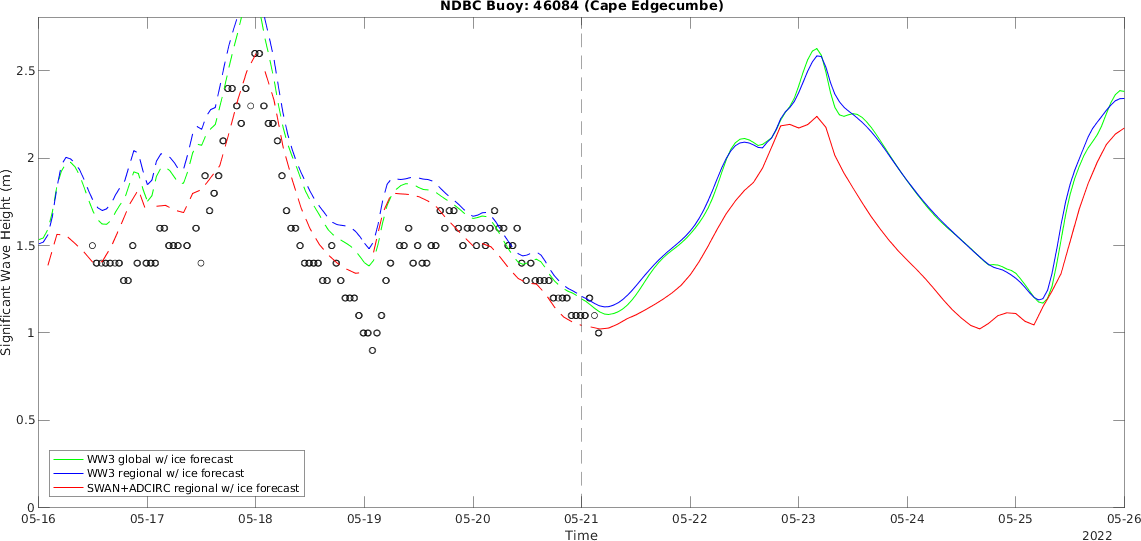 NDBC Buoy: 46084 (Cape Edgecumbe)
Significant Wave Height (m)
2.5
2
1.5
1
0.5
0
WW3 global w/ ice forecast
WW3 regional w/ ice forecast
SWAN+ADCIRC regional w/ ice forecast
05-16 05-17 05-18 05-19 05-20 05-21 05-22 05-23 05-24 05-25 05-26
Time
2022